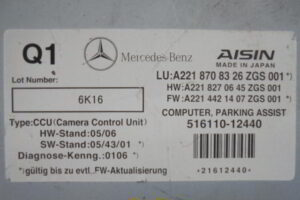 Q1
Mercedes-Benz
AISIN
MADE IN JAPAN
Lot Number:
6K16
LU:A221 870 83 26 ZGS 001*
HW:A221 827 06 45 ZGS 001
FW:A221 442 14 07 ZGS 001*
Type:CCU(Camera Control Unit)
HW-Stand:05/06
SW-Stand:05/43/01
Diagnose-Kenng.:0106
COMPUTER, PARKING ASSIST
516110-12440
*)gültig bis zu evtl.FW-Aktualisierung
*21612440*